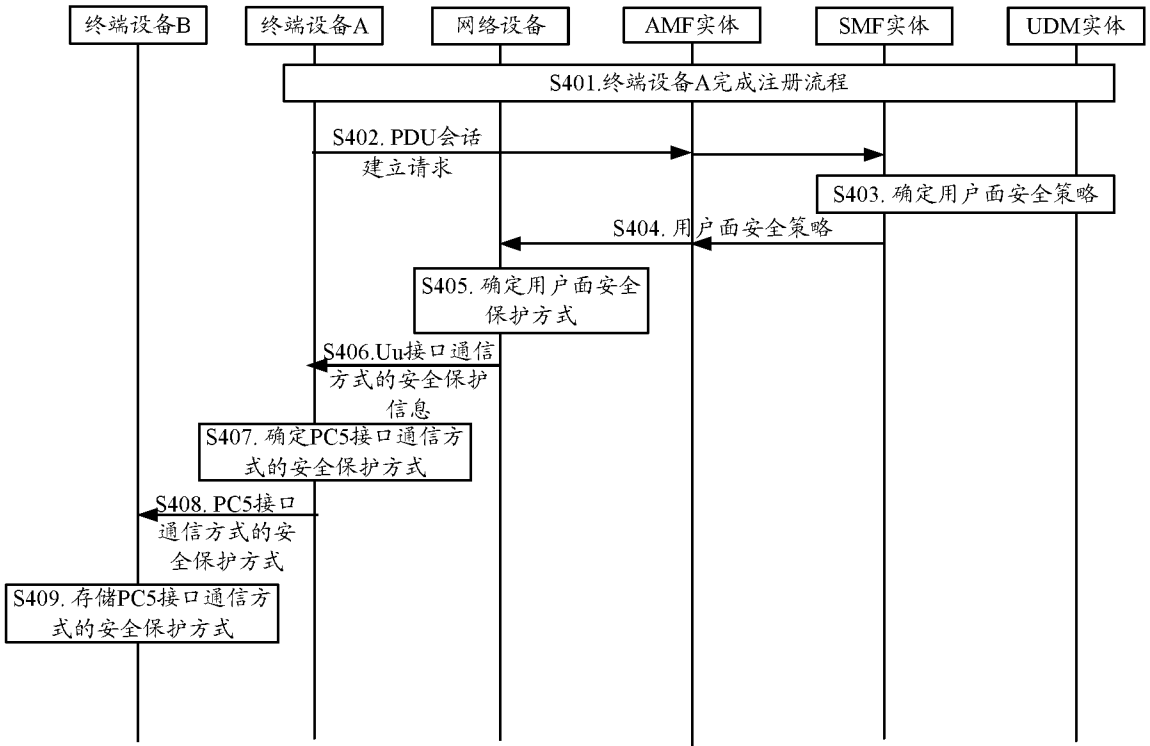 终端设备B
终端设备A
网络设备
AMF实体
SMF实体
UDM实体
S401.终端设备A完成注册流程
S402. PDU会话
建立请求
S403. 确定用户面安全策略
S404. 用户面安全策略
S405. 确定用户面安全
保护方式
S406.Uu接口通信
方式的安全保护
信息
S407. 确定PC5接口通信方
式的安全保护方式
S408. PC5接口
通信方式的安
全保护方式
S409. 存储PC5接口通信方
式的安全保护方式